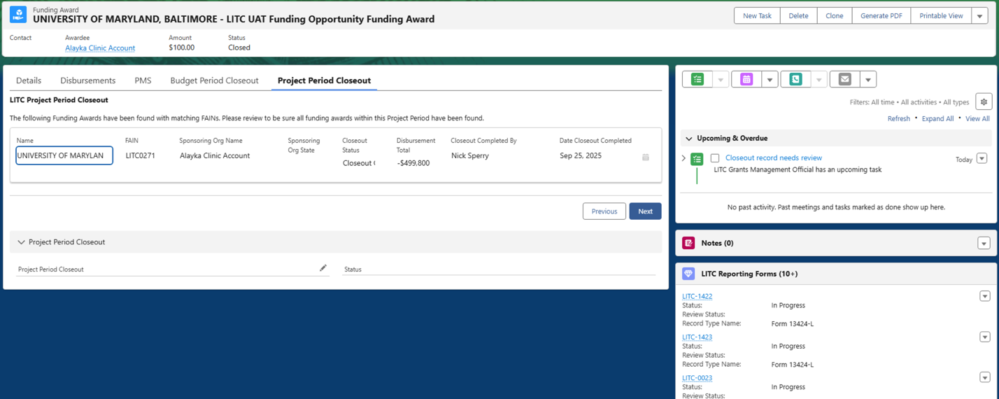 Funding Award
UNIVERSITY OF MARYLAND, BALTIMORE - LITC UAT Funding Opportunity Funding Award
New Task
Delete
Clone
Generate PDF
Printable View
Contact
Awardee
Amount
Status
Alayka Clinic Account
$100.00
Closed
Details
Disbursements
PMS
Budget Period Closeout
Project Period Closeout
LITC Project Period Closeout
The following Funding Awards have been found with matching FAINs. Please review to be sure all funding awards within this Project Period have been found.
Name
FAIN
Sponsoring Org Name
Sponsoring
Org State
Closeout
Status
Disbursement
Total
Closeout Completed By
Date Closeout Completed
UNIVERSITY OF MARYLAN
LITC0271
Alayka Clinic Account
Closeout
-$499,800
Nick Sperry
Sep 25, 2025
Previous
Next
Project Period Closeout
Project Period Closeout
Status
Filters: All time • All activities • All types
Refresh • Expand All • View All
Upcoming & Overdue
Closeout record needs review
Today
LITC Grants Management Official has an upcoming task
No past activity. Past meetings and tasks marked as done show up here.
Notes (0)
LITC Reporting Forms (10+)
LITC-1422
Status: In Progress
Review Status:
Record Type Name: Form 13424-L
LITC-1423
Status: In Progress
Review Status:
Record Type Name: Form 13424-L
LITC-0023
Status: In Progress
Review Status: